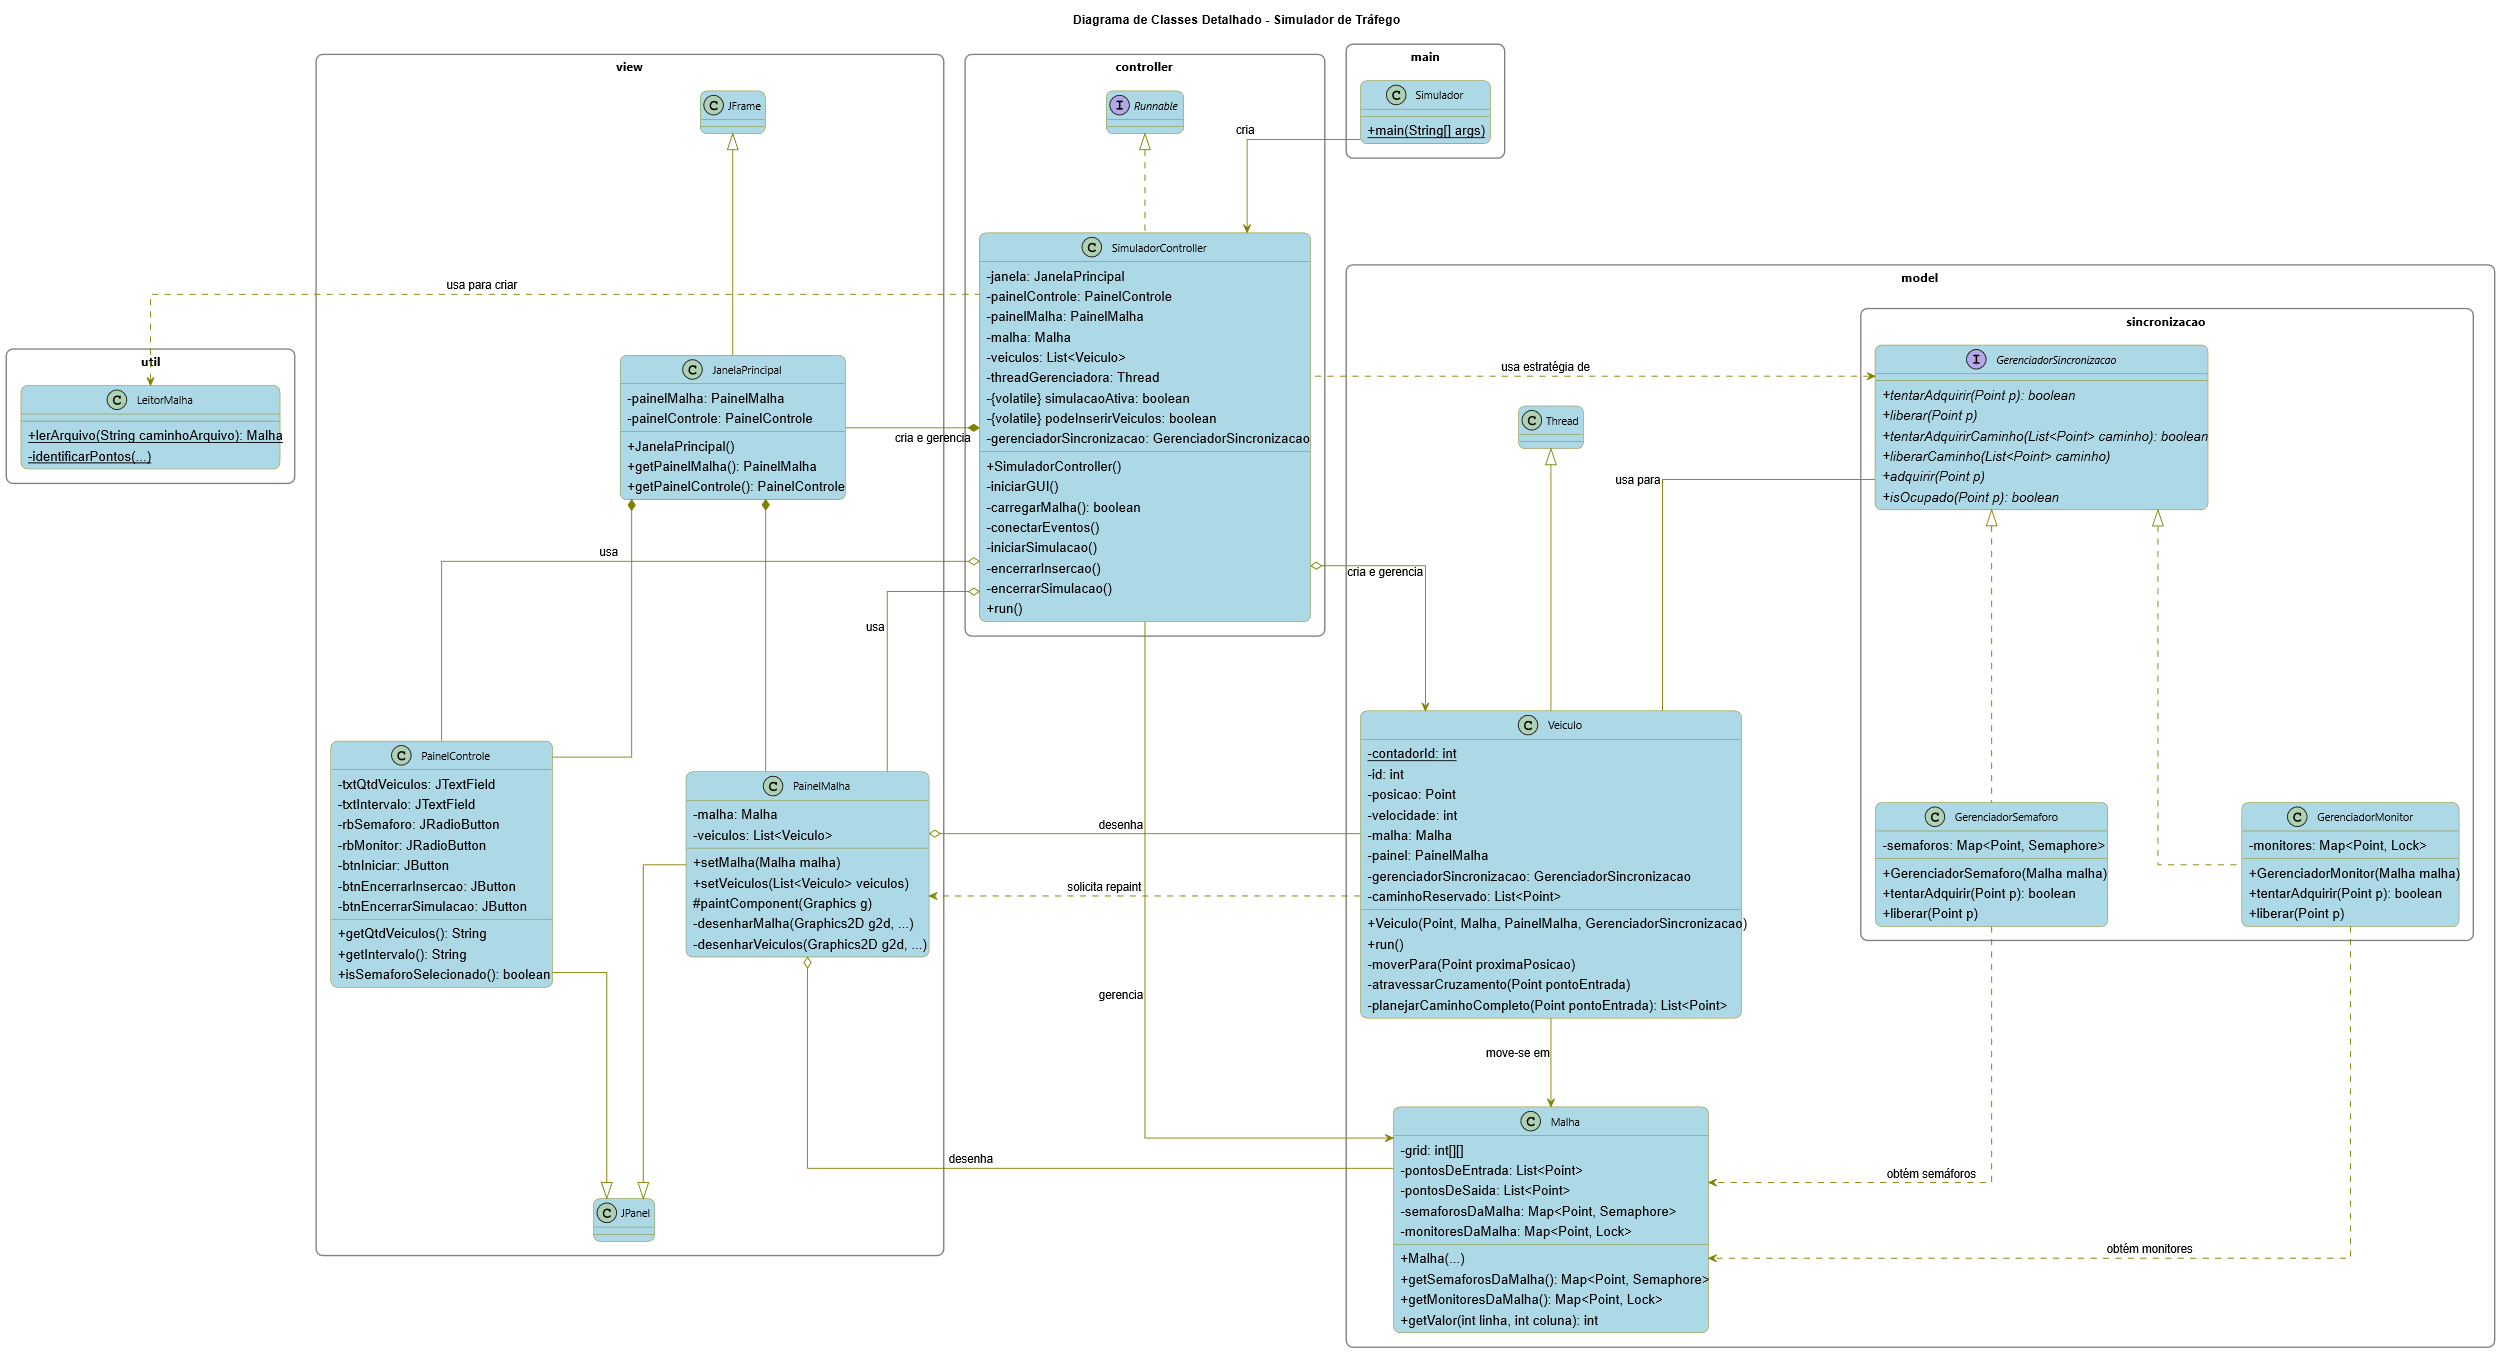 Diagrama de Classes Detalhado - Simulador de Tráfego
view
JFrame
JanelaPrincipal
-painelMalha: PainelMalha
-painelControle: PainelControle
+JanelaPrincipal()
+getPainelMalha(): PainelMalha
+getPainelControle(): PainelControle
PainelControle
-txtQtdVeiculos: JTextField
-txtIntervalo: JTextField
-rbSemaforo: JRadioButton
-rbMonitor: JRadioButton
-btnIniciar: JButton
-btnEncerrarInsercao: JButton
-btnEncerrarSimulacao: JButton
+getQtdVeiculos(): String
+getIntervalo(): String
+isSemaforoSelecionado(): boolean
PainelMalha
-malha: Malha
-veiculos: List<Veiculo>
+setMalha(Malha malha)
+setVeiculos(List<Veiculo> veiculos)
#paintComponent(Graphics g)
-desenharMalha(Graphics2D g2d, ...)
-desenharVeiculos(Graphics2D g2d, ...)
JPanel
controller
Runnable
SimuladorController
-janela: JanelaPrincipal
-painelControle: PainelControle
-painelMalha: PainelMalha
-malha: Malha
-veiculos: List<Veiculo>
-threadGerenciadora: Thread
-{volatile} simulacaoAtiva: boolean
-{volatile} podeInserirVeiculos: boolean
-gerenciadorSincronizacao: GerenciadorSincronizacao
+SimuladorController()
-iniciarGUI()
-carregarMalha(): boolean
-conectarEventos()
-iniciarSimulacao()
-encerrarInsercao()
-encerrarSimulacao()
+run()
main
Simulador
+main(String[] args)
cria
util
LeitorMalha
+lerArquivo(String caminhoArquivo): Malha
-identificarPontos(...)
usa para criar
cria e gerencia
usa
usa
model
sincronizacao
GerenciadorSincronizacao
+tentarAdquirir(Point p): boolean
+liberar(Point p)
+tentarAdquirirCaminho(List<Point> caminho): boolean
+liberarCaminho(List<Point> caminho)
+adquirir(Point p)
+isOcupado(Point p): boolean
usa estratégia de
Thread
usa para
cria e gerencia
Veiculo
-contadorId: int
-id: int
-posicao: Point
-velocidade: int
-malha: Malha
-painel: PainelMalha
-gerenciadorSincronizacao: GerenciadorSincronizacao
-caminhoReservado: List<Point>
+Veiculo(Point, Malha, PainelMalha, GerenciadorSincronizacao)
+run()
-moverPara(Point proximaPosicao)
-atravessarCruzamento(Point pontoEntrada)
-planejarCaminhoCompleto(Point pontoEntrada): List<Point>
GerenciadorSemaforo
-semaforos: Map<Point, Semaphore>
+GerenciadorSemaforo(Malha malha)
+tentarAdquirir(Point p): boolean
+liberar(Point p)
GerenciadorMonitor
-monitores: Map<Point, Lock>
+GerenciadorMonitor(Malha malha)
+tentarAdquirir(Point p): boolean
+liberar(Point p)
desenha
solicita repaint
gerencia
move-se em
desenha
Malha
-grid: int[][]
-pontosDeEntrada: List<Point>
-pontosDeSaida: List<Point>
-semaforosDaMalha: Map<Point, Semaphore>
-monitoresDaMalha: Map<Point, Lock>
+Malha(...)
+getSemaforosDaMalha(): Map<Point, Semaphore>
+getMonitoresDaMalha(): Map<Point, Lock>
+getValor(int linha, int coluna): int
obtém semáforos
obtém monitores